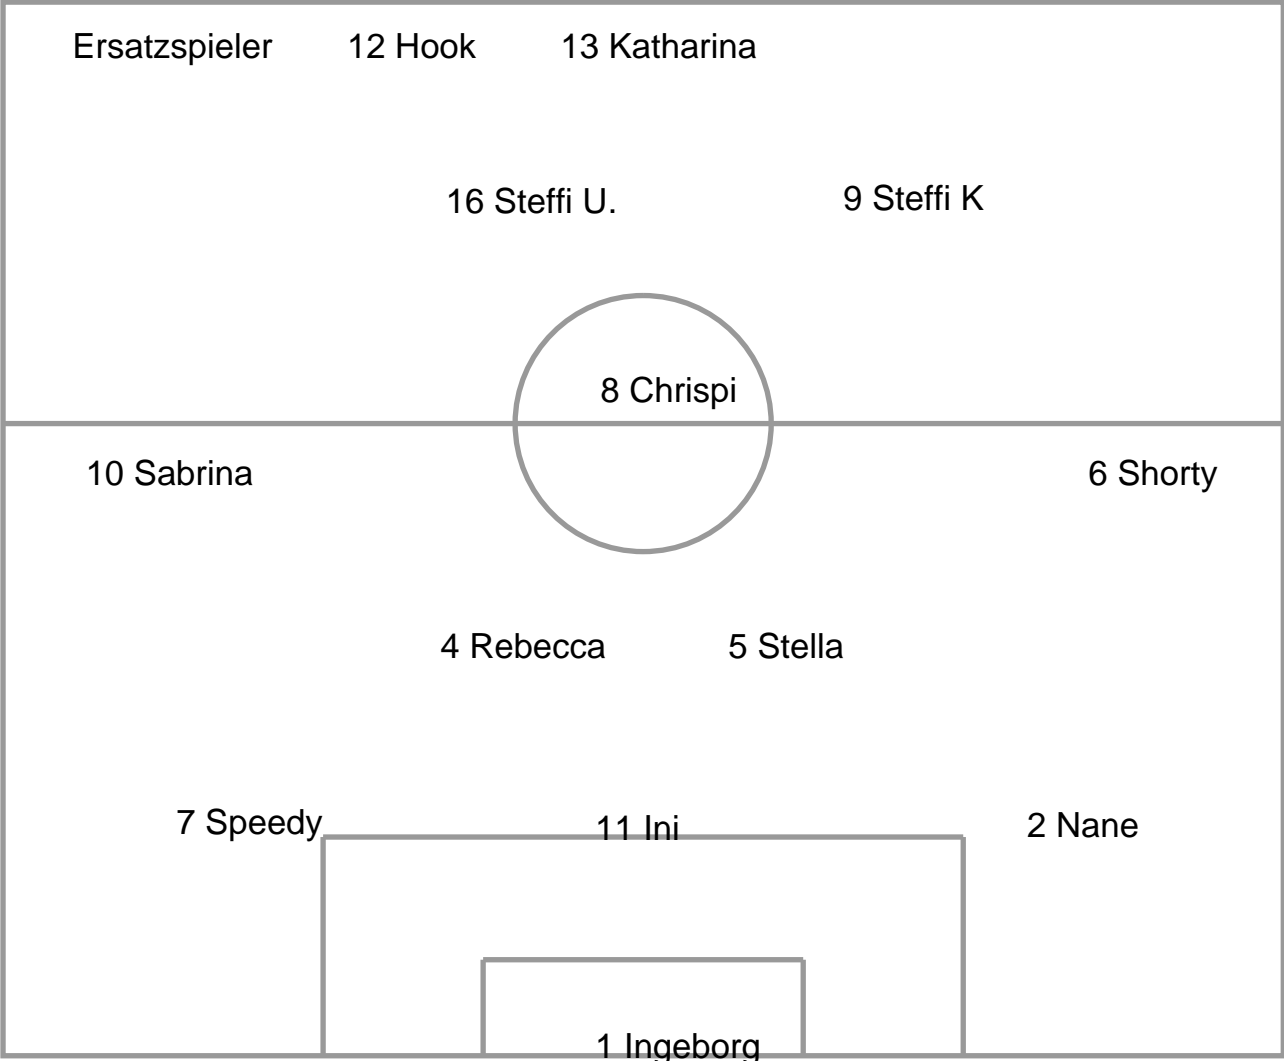 Ersatzspieler 12 Hook 13 Katharina
16 Steffi U. 9 Steffi K
8 Chrispi
10 Sabrina 6 Shorty
4 Rebecca 5 Stella
7 Speedy 11 Ini 2 Nane
1 Ingeborg